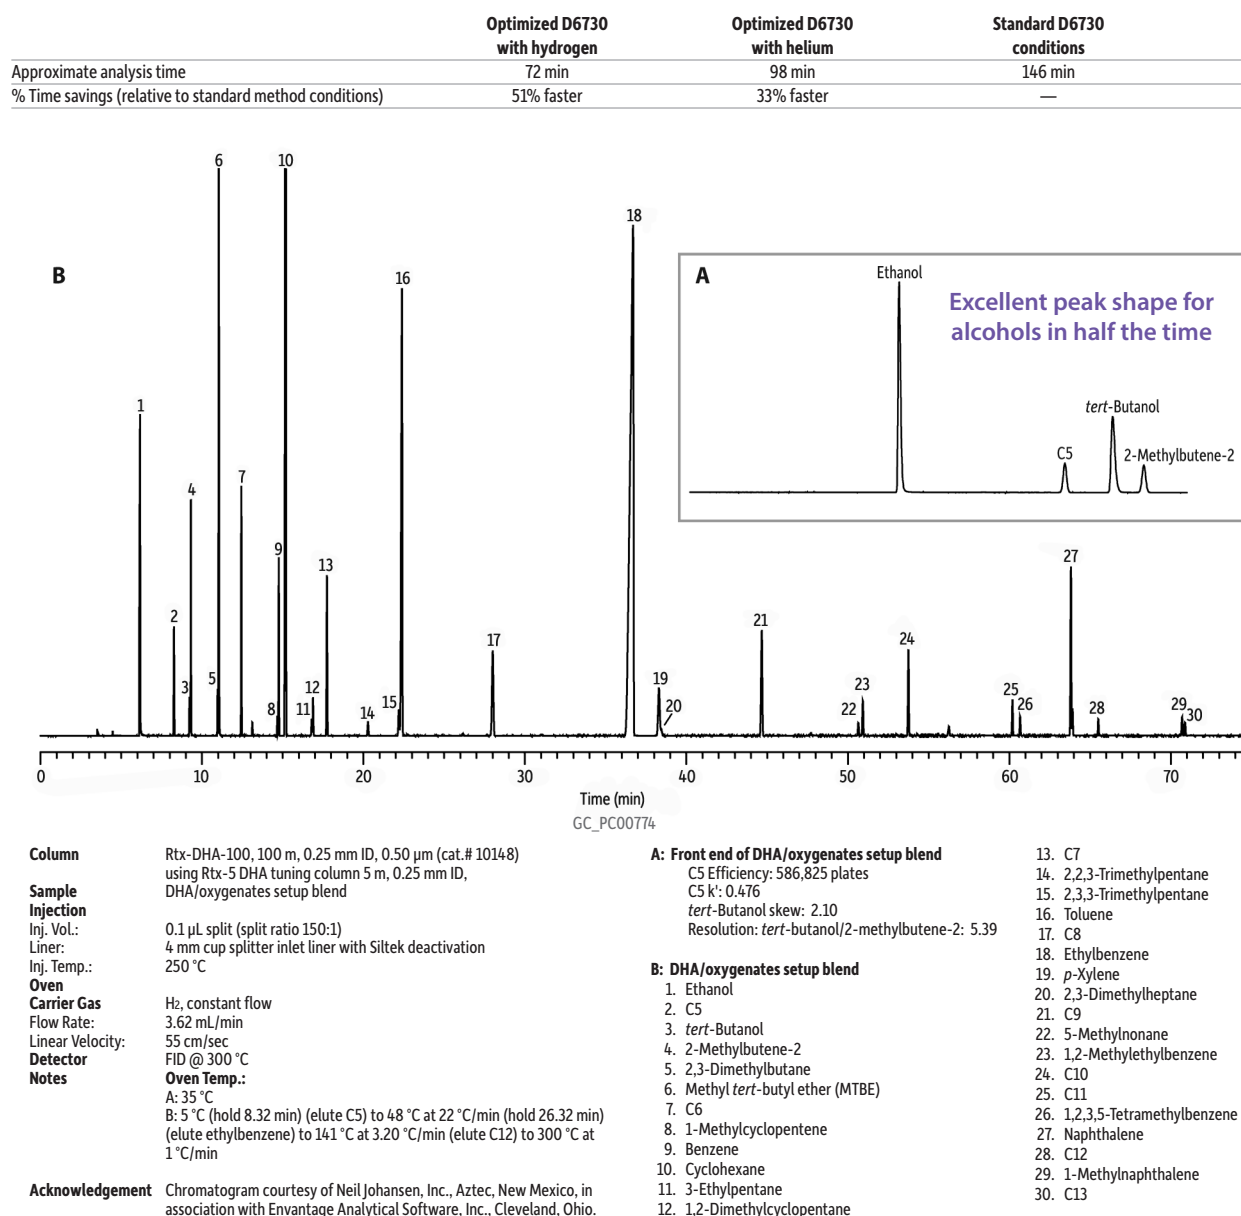 Optimized D6730 with hydrogen Optimized D6730 with helium Standard D6730 conditions
Approximate analysis time 72 min 98 min 146 min
% Time savings (relative to standard method conditions) 51% faster 33% faster —
B
1
2
3
4
5
6
7
8
9
10
11
12
13
14
15
16
17
18
19
20
21
22
23
24
25
26
27
28
29
30
A
Ethanol
Excellent peak shape for
alcohols in half the time
C5
tert-Butanol
2-Methylbutene-2
0 10 20 30 40 50 60 70
Time (min)
GC_PC00774
Column Rtx-DHA-100, 100 m, 0.25 mm ID, 0.50 µm (cat.# 10148)
using Rtx-5 DHA tuning column 5 m, 0.25 mm ID,
Sample DHA/oxygenates setup blend
Injection
Inj. Vol.: 0.1 µL split (split ratio 150:1)
Liner: 4 mm cup splitter inlet liner with Siltek deactivation
Inj. Temp.: 250 °C
Oven
Carrier Gas H2, constant flow
Flow Rate: 3.62 mL/min
Linear Velocity: 55 cm/sec
Detector FID @ 300 °C
Notes Oven Temp.:
A: 35 °C
B: 5 °C (hold 8.32 min) (elute C5) to 48 °C at 22 °C/min (hold 26.32 min)
(elute ethylbenzene) to 141 °C at 3.20 °C/min (elute C12) to 300 °C at
1 °C/min
Acknowledgement Chromatogram courtesy of Neil Johansen, Inc., Aztec, New Mexico, in
association with Envantage Analytical Software, Inc., Cleveland, Ohio.
A: Front end of DHA/oxygenates setup blend
C5 Efficiency: 586,825 plates
C5 k': 0.476
tert-Butanol skew: 2.10
Resolution: tert-butanol/2-methylbutene-2: 5.39
B: DHA/oxygenates setup blend
1. Ethanol
2. C5
3. tert-Butanol
4. 2-Methylbutene-2
5. 2,3-Dimethylbutane
6. Methyl tert-butyl ether (MTBE)
7. C6
8. 1-Methylcyclopentene
9. Benzene
10. Cyclohexane
11. 3-Ethylpentane
12. 1,2-Dimethylcyclopentane
13. C7
14. 2,2,3-Trimethylpentane
15. 2,3,3-Trimethylpentane
16. Toluene
17. C8
18. Ethylbenzene
19. p-Xylene
20. 2,3-Dimethylheptane
21. C9
22. 5-Methylnonane
23. 1,2-Methylethylbenzene
24. C10
25. C11
26. 1,2,3,5-Tetramethylbenzene
27. Naphthalene
28. C12
29. 1-Methylnaphthalene
30. C13